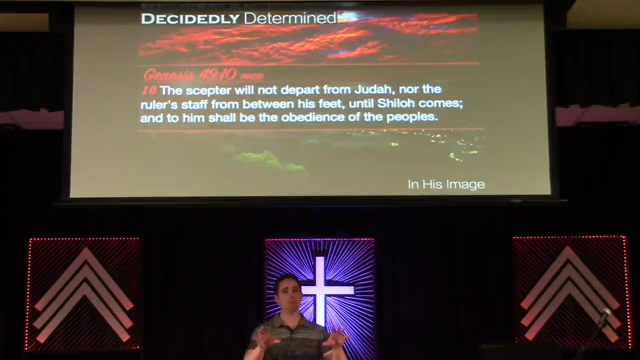 DECIDEDLY Determined
Genesis 49:10 (NACR)
10 The scepter will not depart from Judah, nor the
ruler's staff from between his feet, until Shiloh comes;
and to him shall be the obedience of the peoples.
In His Image